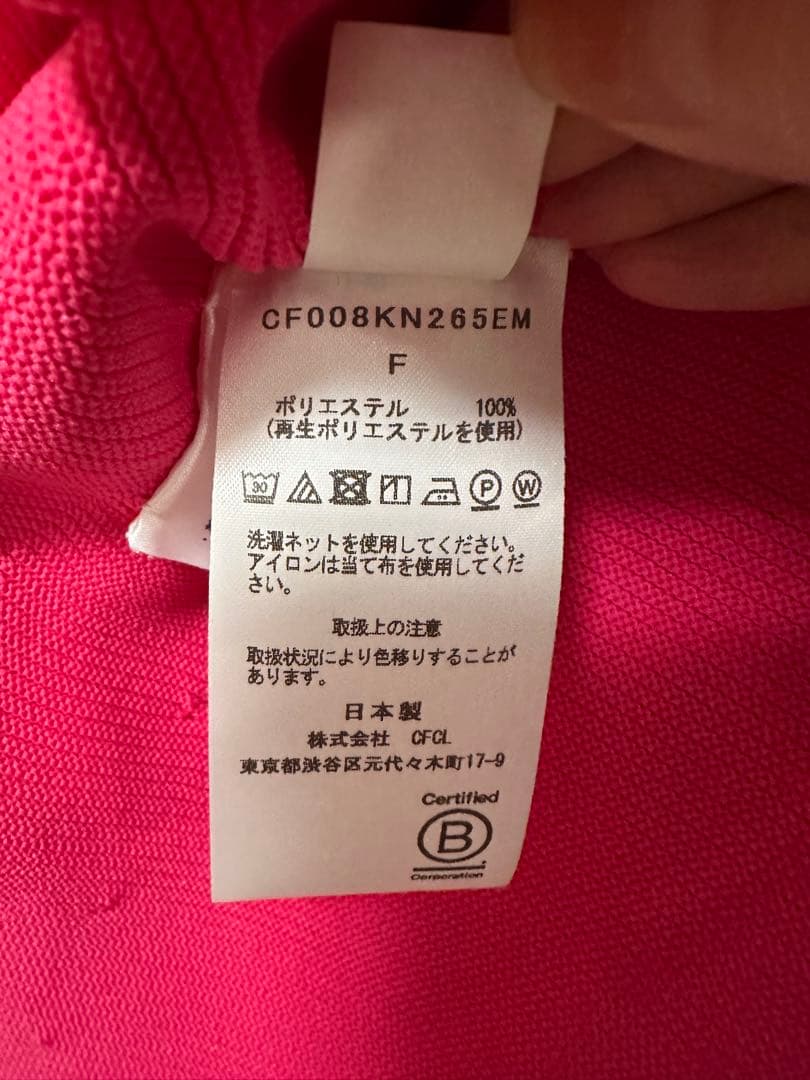 CF008KN265EM
F
ポリエステル 100%
(再生ポリエステルを使用)
30 P W
洗濯ネットを使用してください。
アイロンは当て布を使用してくだ
さい。
取扱上の注意
取扱状況により色移りすることが
あります。
日本製
株式会社 CFCL
東京都渋谷区元代々木町17-9
Certified
B
Corporation